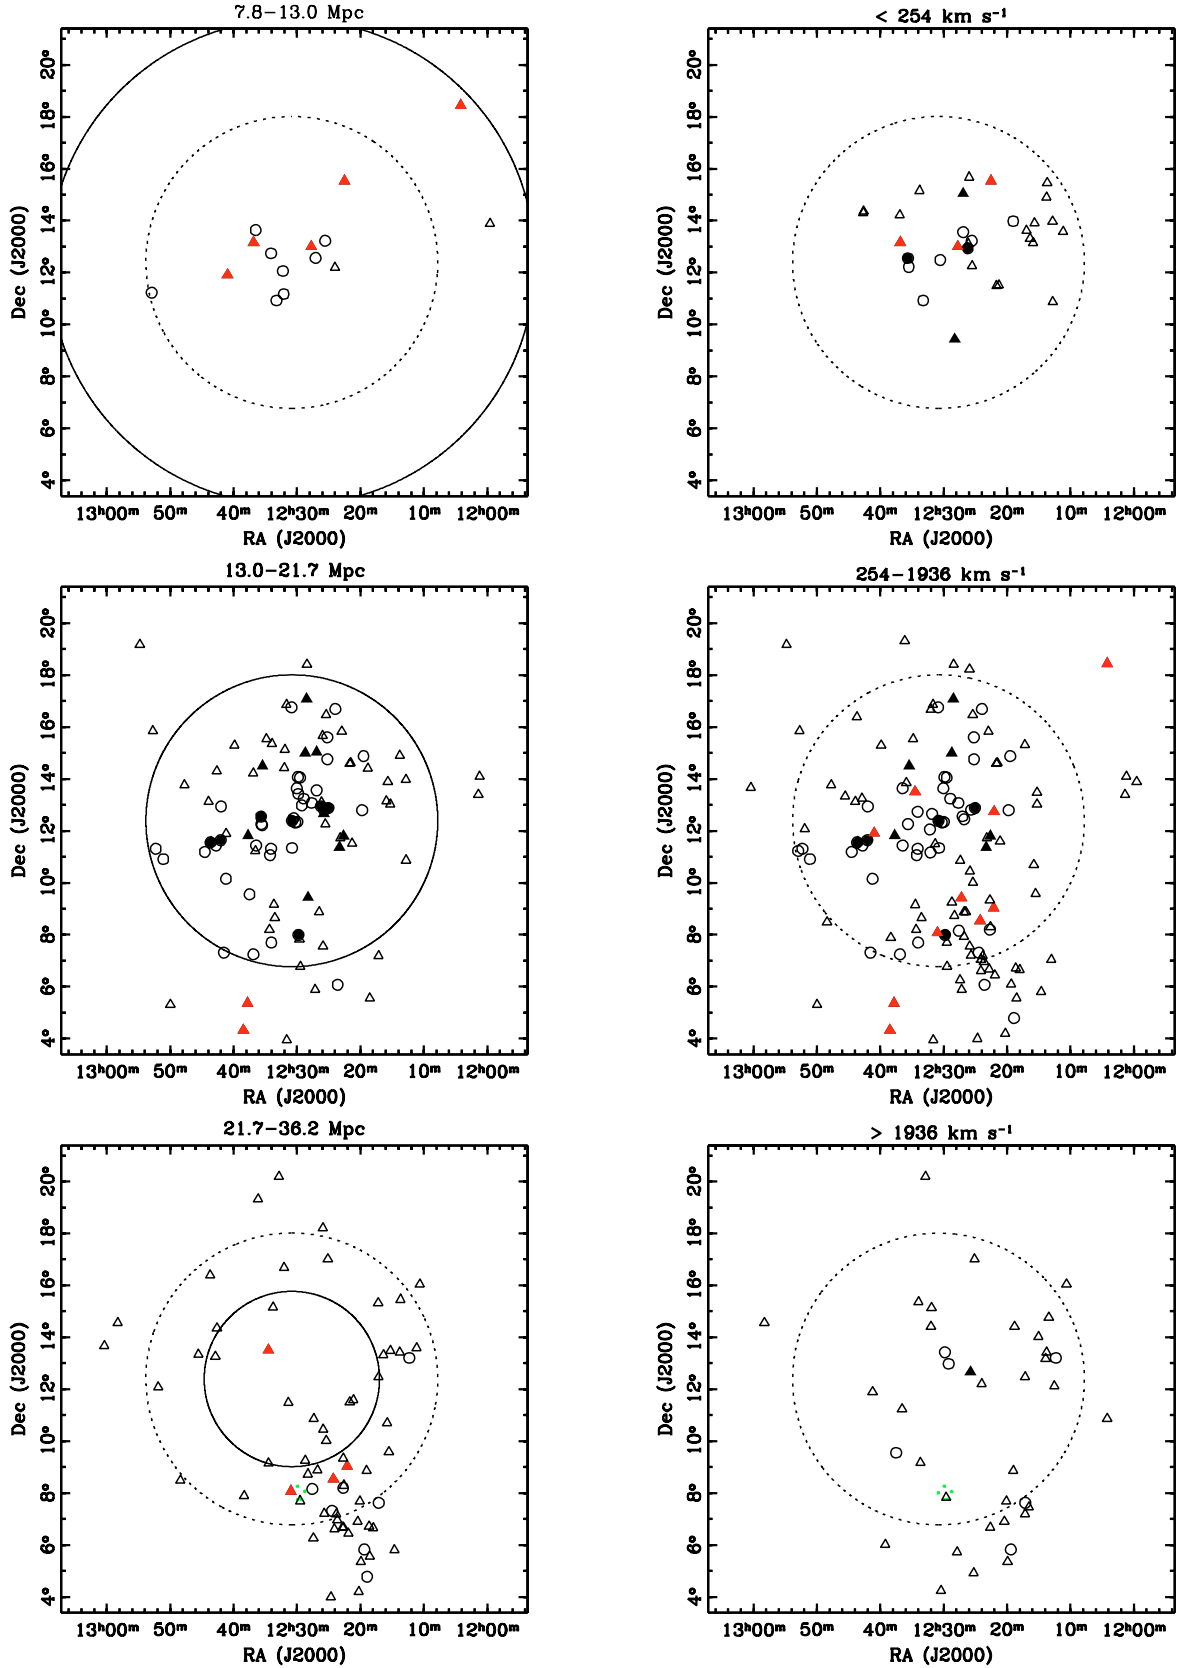 7.8–13.0 Mpc
20° 18° 16° 14° 12° 10° 8° 6° 4°
Dec (J2000)
13ʰ00ᵐ 50ᵐ 40ᵐ 12ʰ30ᵐ 20ᵐ 10ᵐ 12ʰ00ᵐ
RA (J2000)
< 254 km s⁻¹
20° 18° 16° 14° 12° 10° 8° 6° 4°
Dec (J2000)
13ʰ00ᵐ 50ᵐ 40ᵐ 12ʰ30ᵐ 20ᵐ 10ᵐ 12ʰ00ᵐ
RA (J2000)
13.0–21.7 Mpc
20° 18° 16° 14° 12° 10° 8° 6° 4°
Dec (J2000)
13ʰ00ᵐ 50ᵐ 40ᵐ 12ʰ30ᵐ 20ᵐ 10ᵐ 12ʰ00ᵐ
RA (J2000)
254–1936 km s⁻¹
20° 18° 16° 14° 12° 10° 8° 6° 4°
Dec (J2000)
13ʰ00ᵐ 50ᵐ 40ᵐ 12ʰ30ᵐ 20ᵐ 10ᵐ 12ʰ00ᵐ
RA (J2000)
21.7–36.2 Mpc
20° 18° 16° 14° 12° 10° 8° 6° 4°
Dec (J2000)
13ʰ00ᵐ 50ᵐ 40ᵐ 12ʰ30ᵐ 20ᵐ 10ᵐ 12ʰ00ᵐ
RA (J2000)
> 1936 km s⁻¹
20° 18° 16° 14° 12° 10° 8° 6° 4°
Dec (J2000)
13ʰ00ᵐ 50ᵐ 40ᵐ 12ʰ30ᵐ 20ᵐ 10ᵐ 12ʰ00ᵐ
RA (J2000)